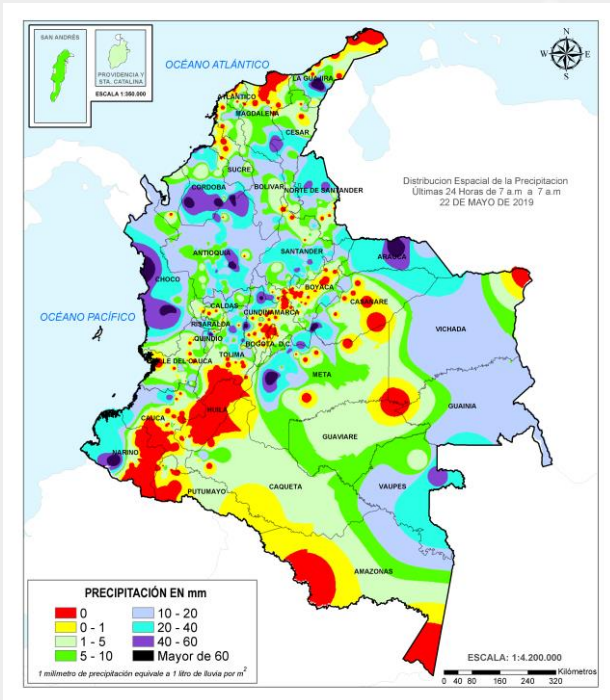 SAN ANDRÉS
PROVIDENCIA Y
STA. CATALINA
ESCALA 1:350.000
OCÉANO ATLÁNTICO
N
W
E
S
LA GUAJIRA
ATLÁNTICO
MAGDALENA
CESAR
SUCRE
Distribucion Espacial de la Precipitacion
Últimas 24 Horas de 7 a.m a 7 a.m
22 DE MAYO DE 2019
CORDOBA
BOLIVAR
NORTE DE SANTANDER
ANTIOQUIA
SANTANDER
ARAUCA
CHOCO
BOYACA
CASANARE
CALDAS
OCÉANO PACÍFICO
CUNDINAMARCA
RISARALDA
VICHADA
QUINDIO
BOGOTA, D.C.
TOLIMA
VALLE DEL CAUCA
META
GUAINIA
HUILA
CAUCA
GUAVIARE
NARIÑO
CAQUETA
VAUPES
PUTUMAYO
AMAZONAS
PRECIPITACIÓN EN mm
0
10 - 20
0 - 1
20 - 40
1 - 5
40 - 60
5 - 10
Mayor de 60
1 milímetro de precipitación equivale a 1 litro de lluvia por m²
ESCALA: 1:4.200.000
Kilómetros
0 40 80 160 240 320